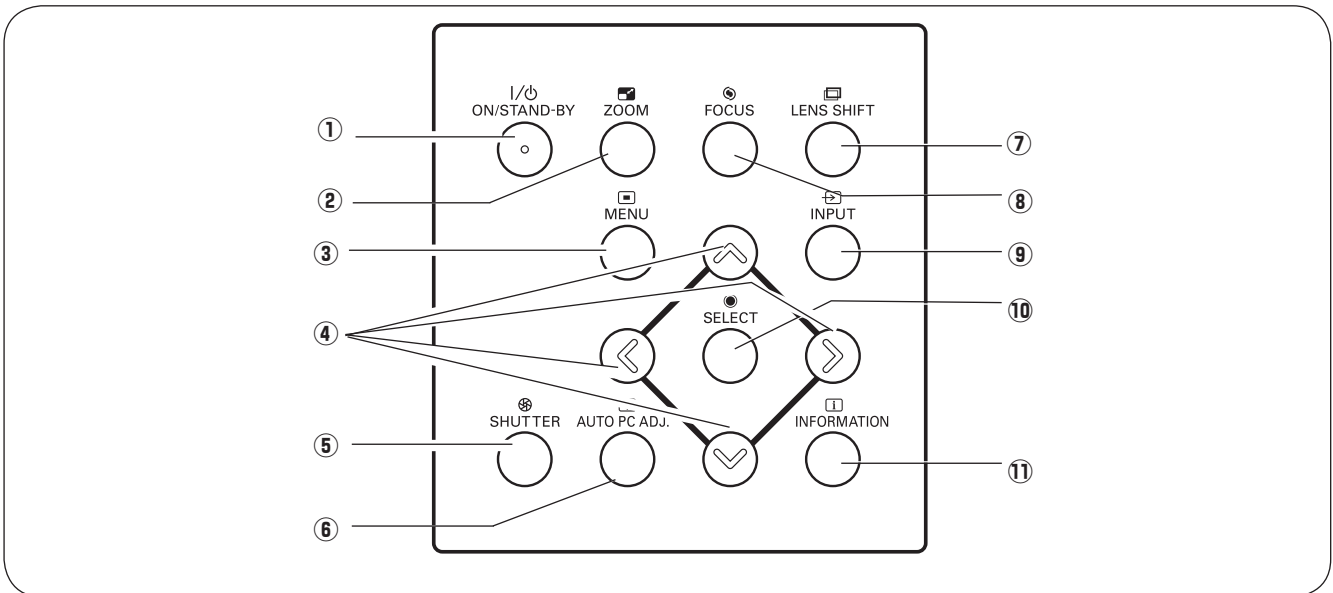 ON/STAND-BY ZOOM FOCUS LENS SHIFT
①
⑦
②
⑧
MENU INPUT
③
⑨
SELECT
⑩
④
SHUTTER AUTO PC ADJ. INFORMATION
⑤
⑪
⑥